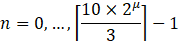 n = 0, …, ⌈10 × 2^μ / 3⌉ − 1